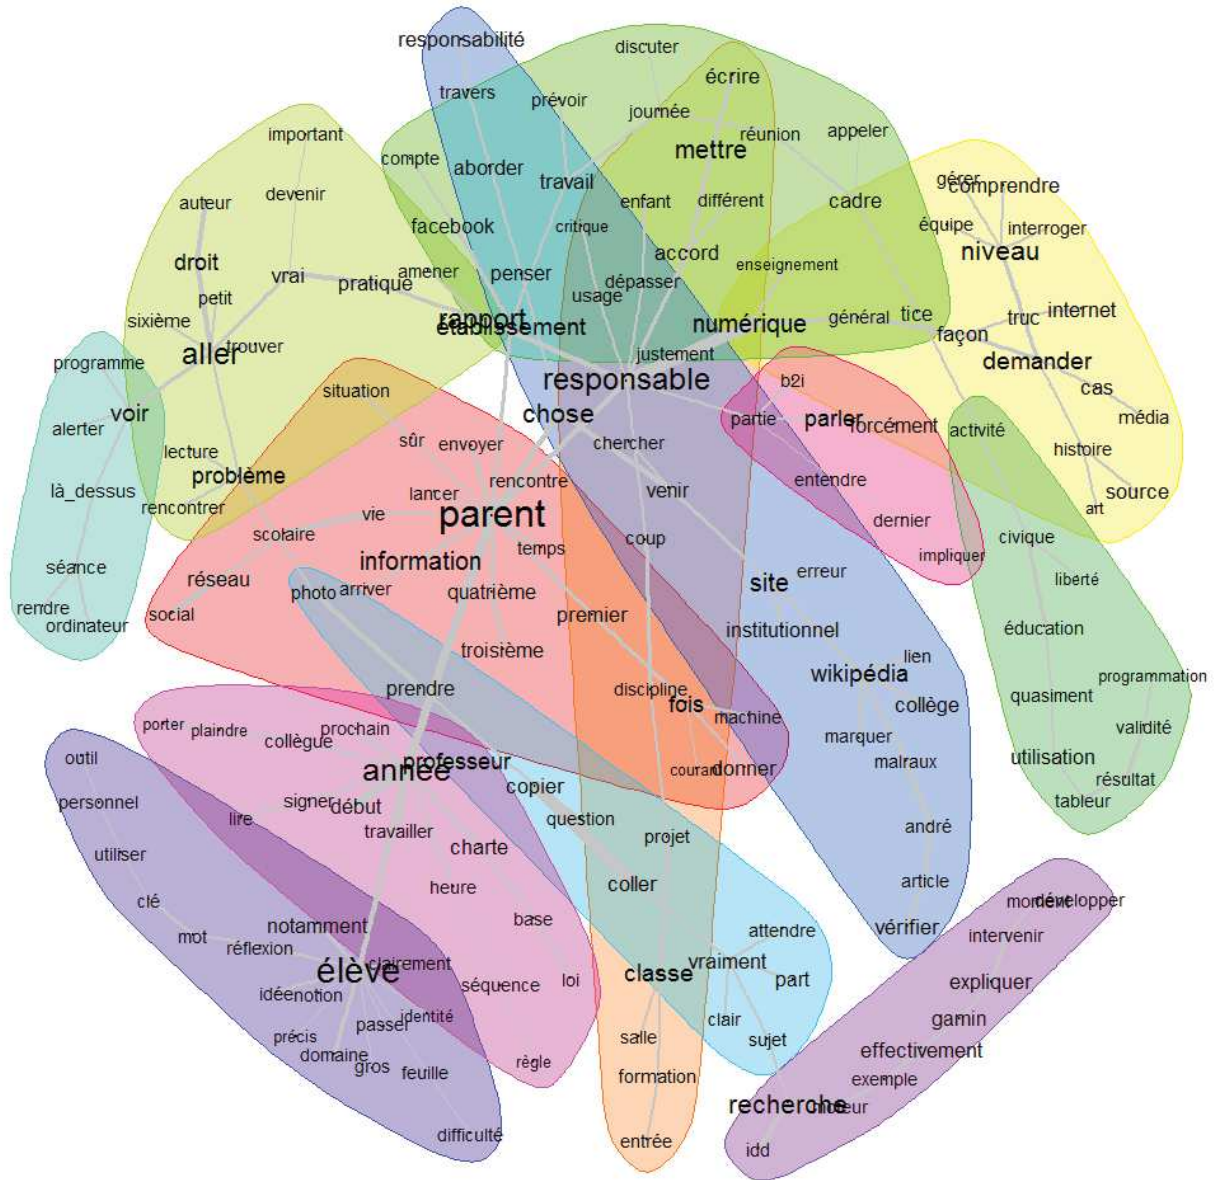 responsabilité
discuter
écrire
travers
prévoir
journée
réunion
appeler
important
mettre
compte
aborder
travail
gérer
comprendre
auteur
devenir
enfant
différent
cadre
facebook
critique
équipe
interroger
droit
vrai
pratique
amener
penser
accord
enseignement
niveau
petit
dépasser
usage
sixième
rapport
établissement
numérique
général
tice
truc
internet
trouver
façon
aller
justement
programme
responsable
demander
situation
b2i
cas
voir
chose
partie
parler
forcément
activité
média
alerter
sûr
envoyer
chercher
lecture
histoire
problème
rencontre
entendre
là_dessus
lancer
venir
source
rencontrer
vie
parent
dernier
art
scolaire
temps
coup
civique
séance
réseau
information
impliquer
photo
arriver
quatrième
site
erreur
liberté
rendre
social
premier
ordinateur
institutionnel
éducation
troisième
lien
wikipédia
programmation
prendre
discipline
quasiment
fois
collège
porter
plaindre
prochain
machine
validité
collègue
marquer
outil
professeur
malraux
utilisation
année
courant
donner
résultat
copier
personnel
signer
début
tableur
lire
question
travailler
projet
andré
utiliser
charte
heure
coller
article
clé
développer
moment
base
notamment
vérifier
mot
réflexion
attendre
intervenir
clairement
vraiment
élève
classe
séquence
loi
part
expliquer
idée
notion
identité
clair
gamin
passer
précis
salle
sujet
domaine
effectivement
gros
règle
feuille
formation
exemple
recherche
moteur
difficulté
entrée
idd